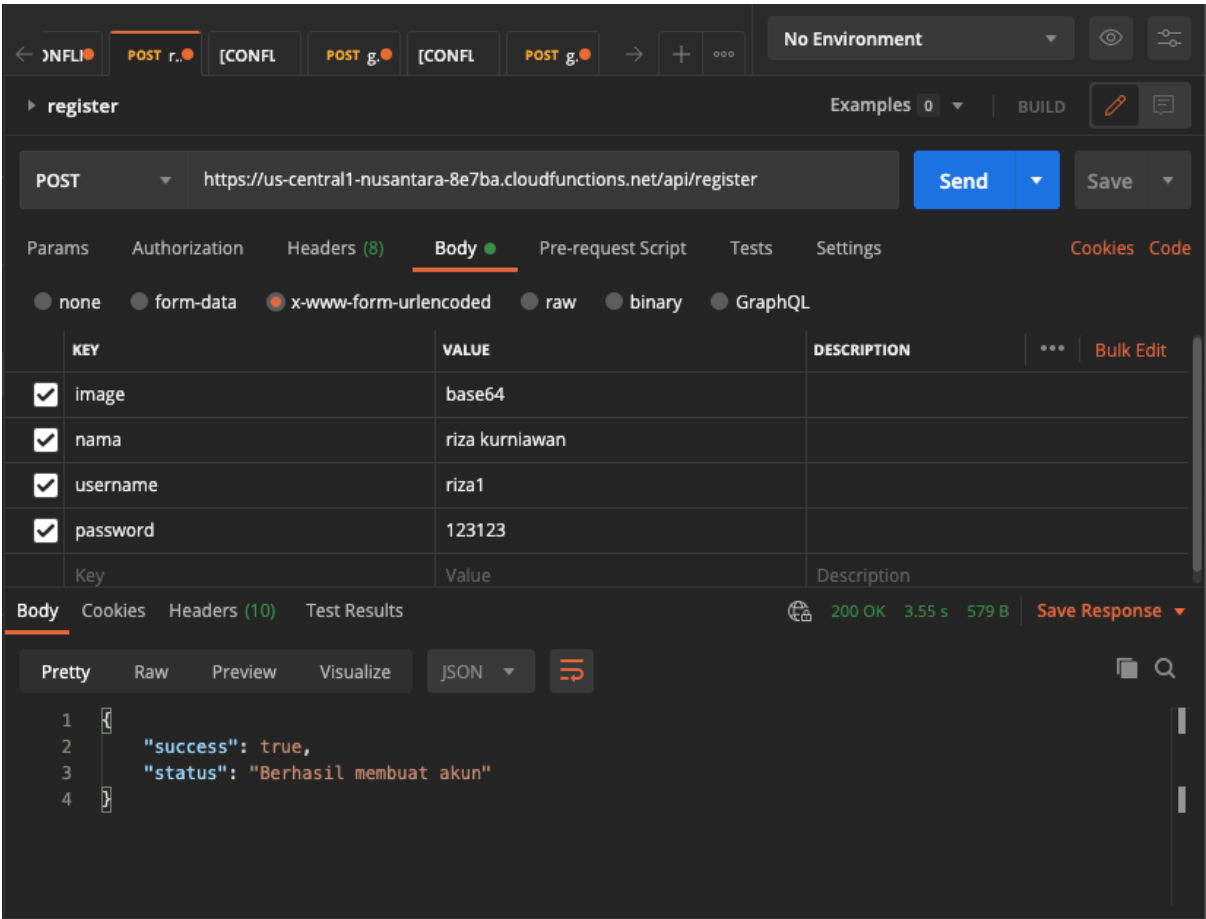 ONFLI POST r.. [CONFL POST g. [CONFL POST g. No Environment
register Examples 0 BUILD
POST https://us-central1-nusantara-8e7ba.cloudfunctions.net/api/register Send Save
Params Authorization Headers (8) Body Pre-request Script Tests Settings Cookies Code
none form-data x-www-form-urlencoded raw binary GraphQL
KEY VALUE DESCRIPTION Bulk Edit
image base64
nama riza kurniawan
username riza1
password 123123
Key Value Description
Body Cookies Headers (10) Test Results 200 OK 3.55 s 579 B Save Response
Pretty Raw Preview Visualize JSON
1 {
2 "success": true,
3 "status": "Berhasil membuat akun"
4 }